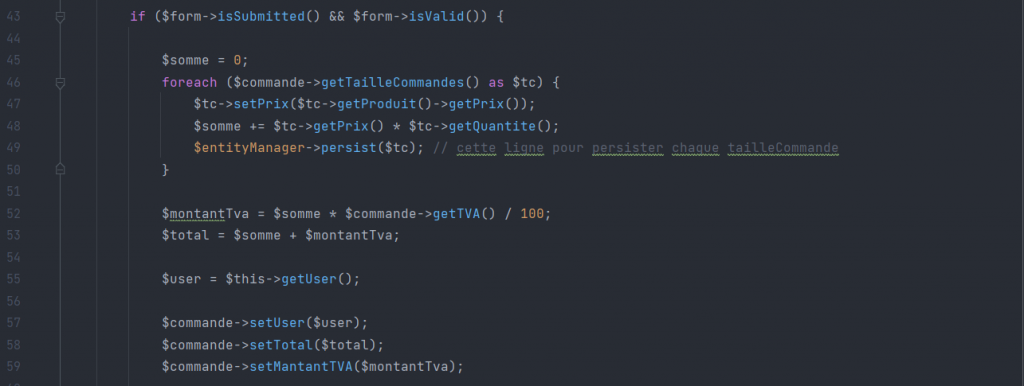 43 if ($form->isSubmitted() && $form->isValid()) {
44
45 $somme = 0;
46 foreach ($commande->getTailleCommandes() as $tc) {
47 $tc->setPrix($tc->getProduit()->getPrix());
48 $somme += $tc->getPrix() * $tc->getQuantite();
49 $entityManager->persist($tc); // cette ligne pour persister chaque tailleCommande
50 }
51
52 $montantTva = $somme * $commande->getTVA() / 100;
53 $total = $somme + $montantTva;
54
55 $user = $this->getUser();
56
57 $commande->setUser($user);
58 $commande->setTotal($total);
59 $commande->setMantantTVA($montantTva);